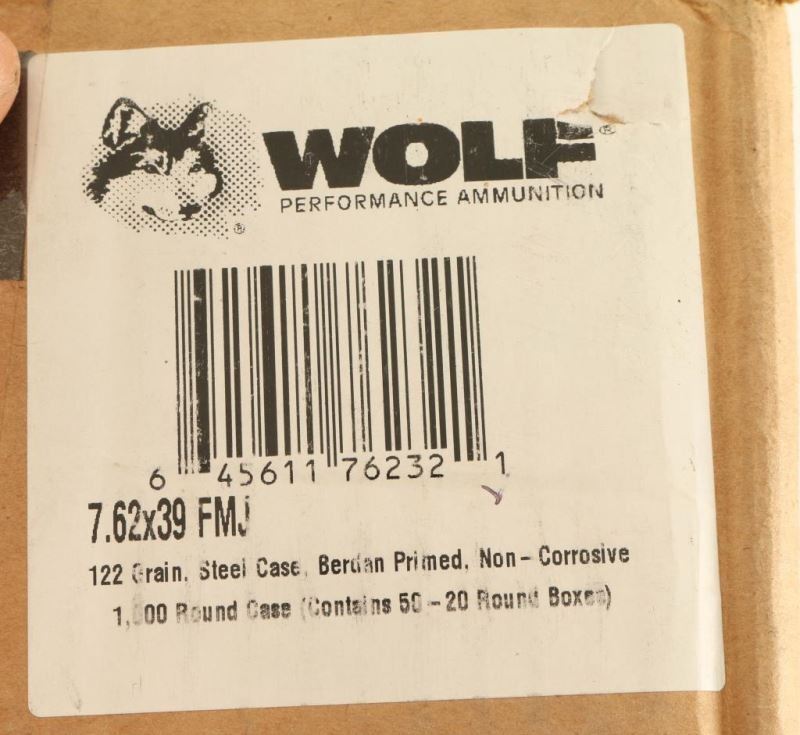 WOLF®
PERFORMANCE AMMUNITION
®
6 45611 76232 1
7.62x39 FMJ
122 Grain, Steel Case, Berdan Primed, Non-Corrosive
1,000 Round Case (Contains 50-20 Round Boxes)